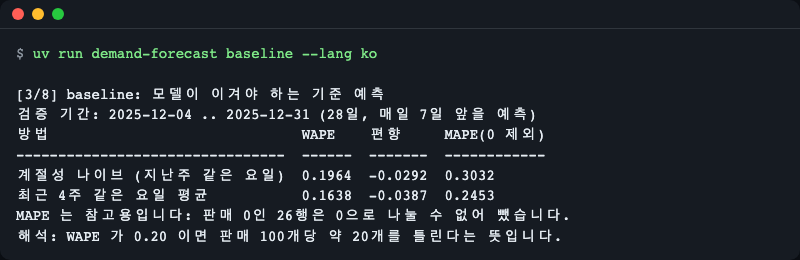 $ uv run demand-forecast baseline --lang ko
[3/8] baseline: 모델이 이겨야 하는 기준 예측
검증 기간: 2025-12-04 .. 2025-12-31 (28일, 매일 7일 앞을 예측)
방법 WAPE 편향 MAPE(0 제외)
-------------------------------- ------ ------- ------------
계절성 나이브 (지난주 같은 요일) 0.1964 -0.0292 0.3032
최근 4주 같은 요일 평균 0.1638 -0.0387 0.2453
MAPE 는 참고용입니다: 판매 0인 26행은 0으로 나눌 수 없어 뺐습니다.
해석: WAPE 가 0.20 이면 판매 100개당 약 20개를 틀린다는 뜻입니다.